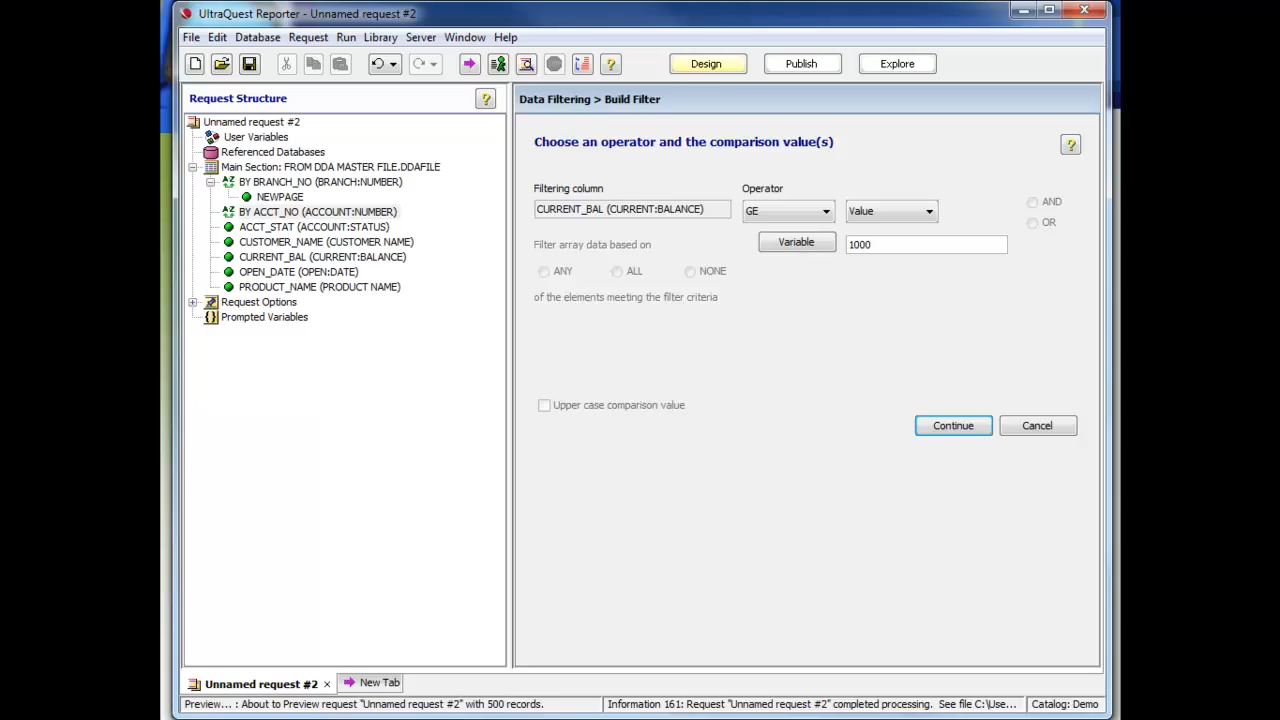 UltraQuest Reporter - Unnamed request #2
File Edit Database Request Run Library Server Window Help
Design Publish Explore
Request Structure
Unnamed request #2
User Variables
Referenced Databases
Main Section: FROM DDA MASTER FILE.DDAFILE
BY BRANCH_NO (BRANCH:NUMBER)
NEWPAGE
BY ACCT_NO (ACCOUNT:NUMBER)
ACCT_STAT (ACCOUNT:STATUS)
CUSTOMER_NAME (CUSTOMER NAME)
CURRENT_BAL (CURRENT:BALANCE)
OPEN_DATE (OPEN:DATE)
PRODUCT_NAME (PRODUCT NAME)
Request Options
Prompted Variables
Data Filtering > Build Filter
Choose an operator and the comparison value(s)
Filtering column Operator
CURRENT_BAL (CURRENT:BALANCE) GE Value AND
OR
Filter array data based on Variable 1000
ANY ALL NONE
of the elements meeting the filter criteria
Upper case comparison value
Continue Cancel
Unnamed request #2 × New Tab
Preview... : About to Preview request "Unnamed request #2" with 500 records. Information 161: Request "Unnamed request #2" completed processing. See file C:\Use... Catalog: Demo